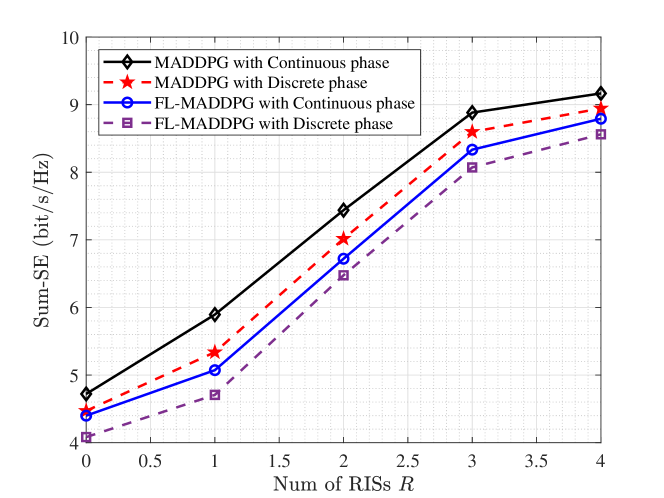 10
9
8
7
6
5
4
Sum-SE (bit/s/Hz)
MADDPG with Continuous phase
MADDPG with Discrete phase
FL-MADDPG with Continuous phase
FL-MADDPG with Discrete phase
0 0.5 1 1.5 2 2.5 3 3.5 4
Num of RISs R